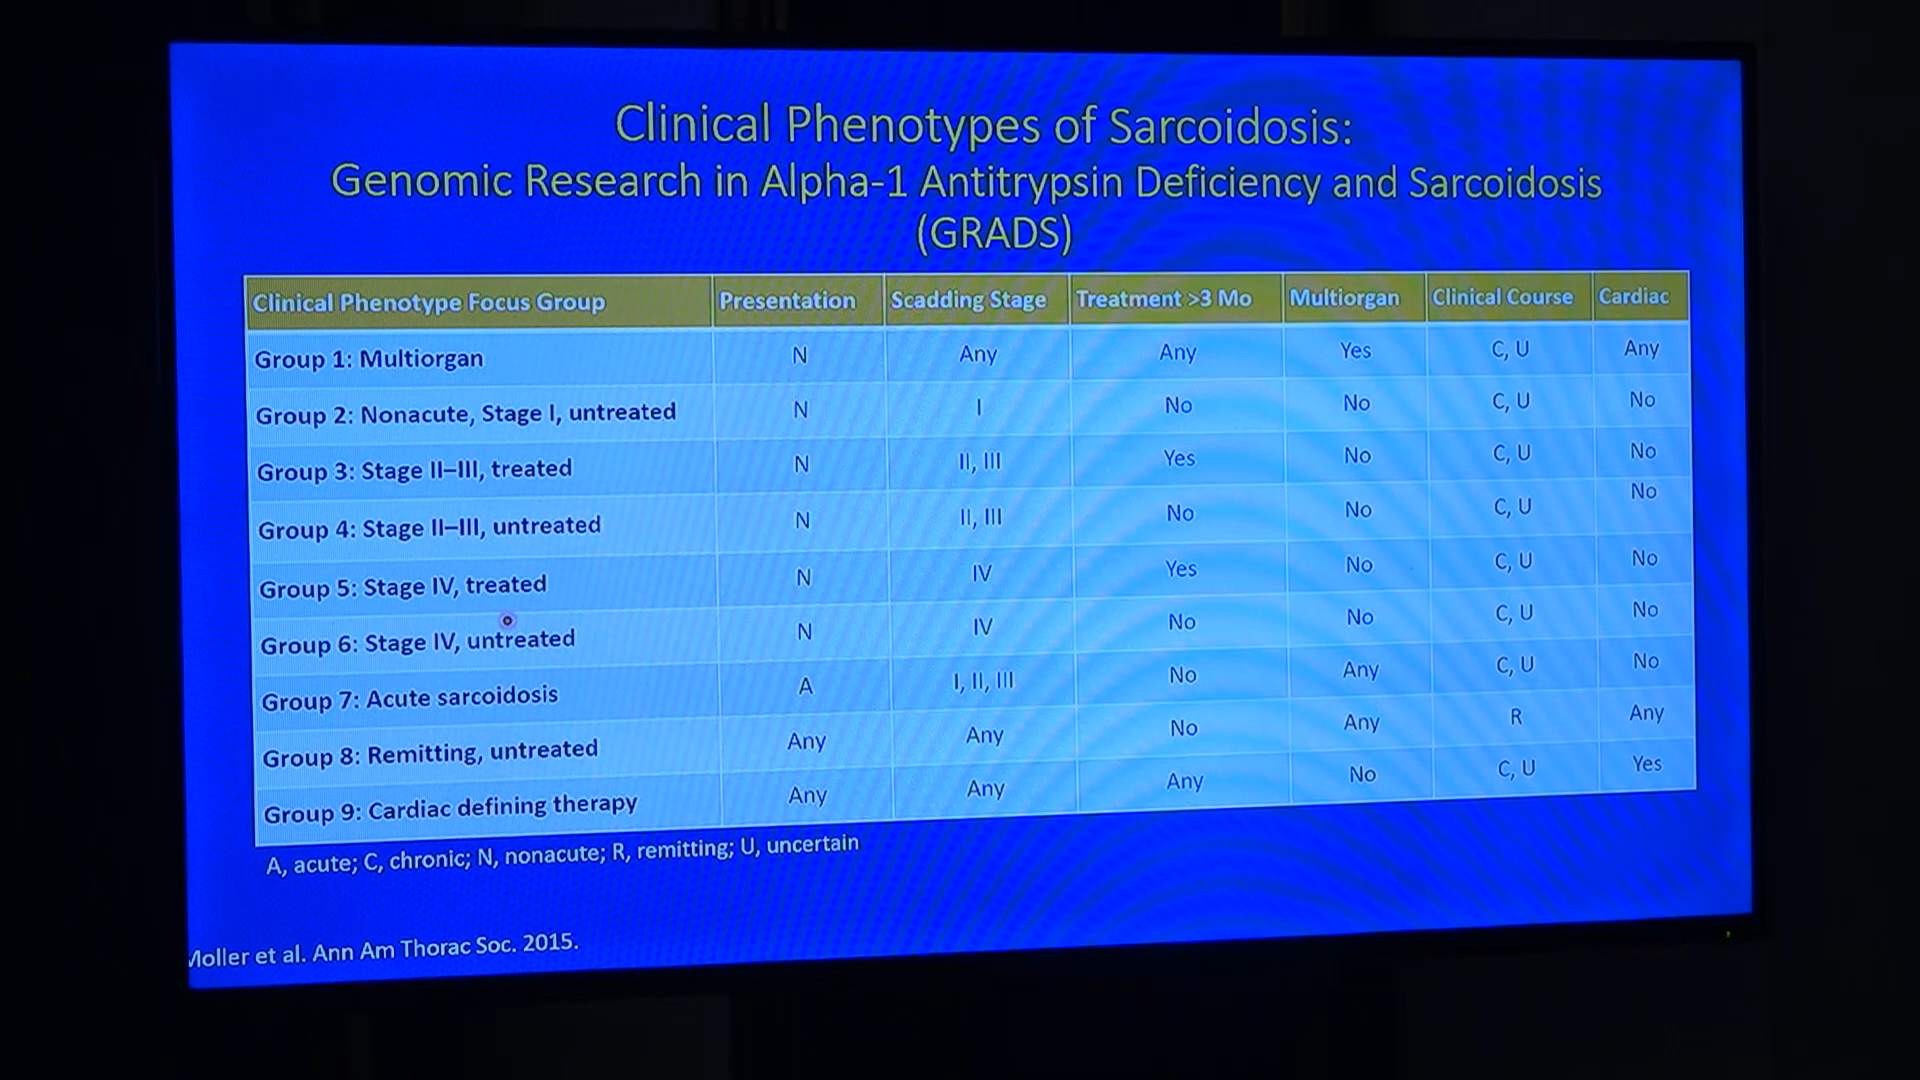 Clinical Phenotypes of Sarcoidosis:
Genomic Research in Alpha-1 Antitrypsin Deficiency and Sarcoidosis
(GRADS)
Clinical Phenotype Focus Group Presentation Scadding Stage Treatment >3 Mo Multiorgan Clinical Course Cardiac
Group 1: Multiorgan N Any Any Yes C, U Any
Group 2: Nonacute, Stage I, untreated N I No No C, U No
Group 3: Stage II–III, treated N II, III Yes No C, U No
Group 4: Stage II–III, untreated N II, III No No C, U No
Group 5: Stage IV, treated N IV Yes No C, U No
Group 6: Stage IV, untreated N IV No No C, U No
Group 7: Acute sarcoidosis A I, II, III No Any C, U No
Group 8: Remitting, untreated Any Any No Any R Any
Group 9: Cardiac defining therapy Any Any Any No C, U Yes
A, acute; C, chronic; N, nonacute; R, remitting; U, uncertain
Moller et al. Ann Am Thorac Soc. 2015.